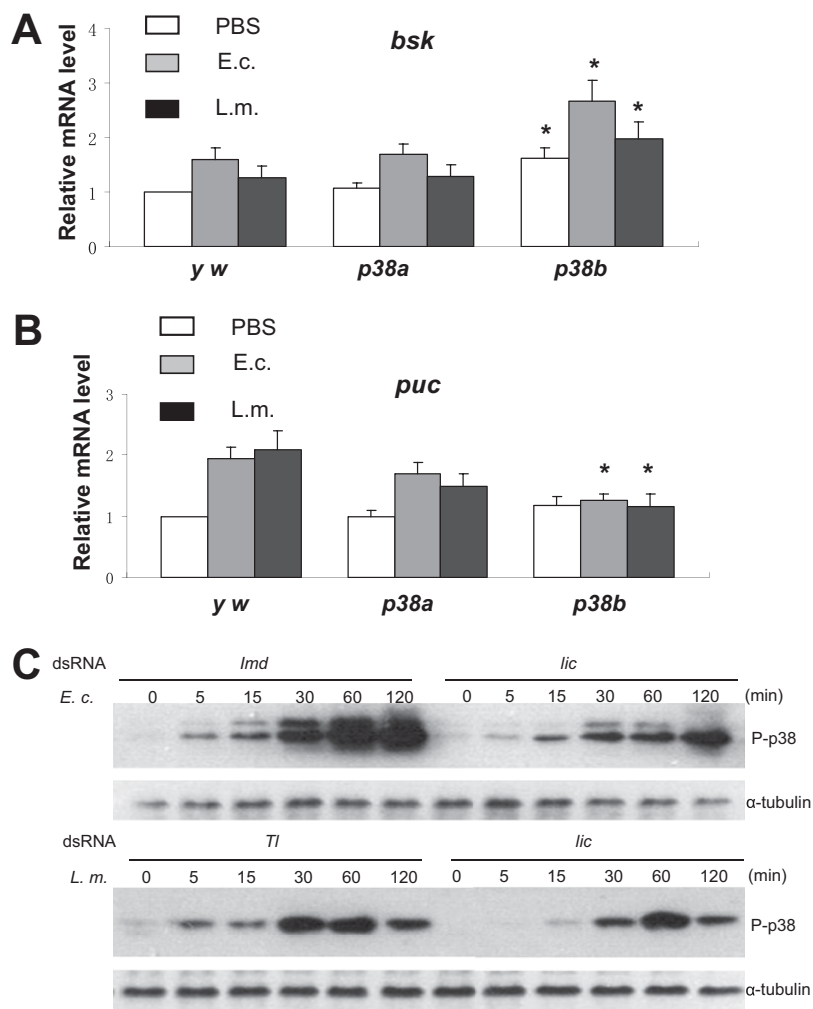 A
PBS
E.c.
L.m.
bsk
Relative mRNA level
4
3
2
1
0
*
*
*
y w
p38a
p38b
B
PBS
E.c.
L.m.
puc
Relative mRNA level
3
2
1
0
*
*
y w
p38a
p38b
C
dsRNA Imd lic
E. c. 0 5 15 30 60 120 0 5 15 30 60 120 (min)
P-p38
α-tubulin
dsRNA Tl lic
L. m. 0 5 15 30 60 120 0 5 15 30 60 120 (min)
P-p38
α-tubulin